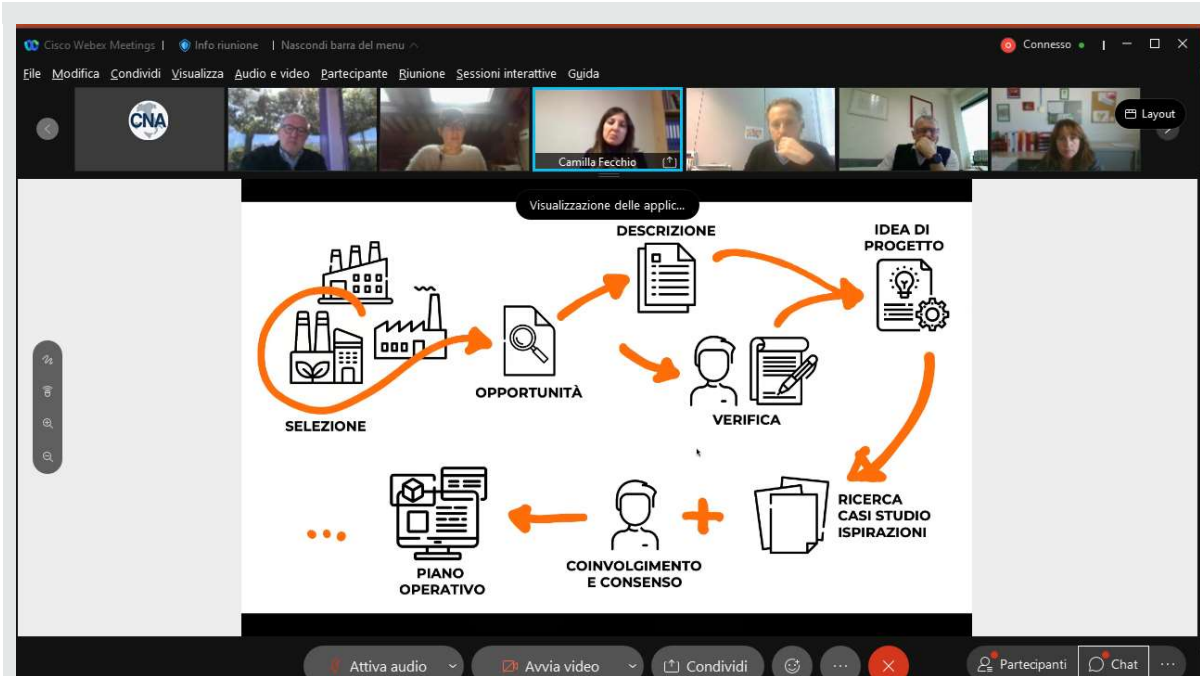 Cisco Webex Meetings | Info riunione | Nascondi barra del menu
Connesso
File Modifica Condividi Visualizza Audio e video Partecipante Riunione Sessioni interattive Guida
CNA
Layout
Camilla Fecchio
Visualizzazione delle applic...
DESCRIZIONE
IDEA DI
PROGETTO
OPPORTUNITÀ
SELEZIONE
VERIFICA
RICERCA
CASI STUDIO
ISPIRAZIONI
COINVOLGIMENTO
E CONSENSO
PIANO
OPERATIVO
...
Attiva audio Avvia video Condividi ... Partecipanti Chat ...